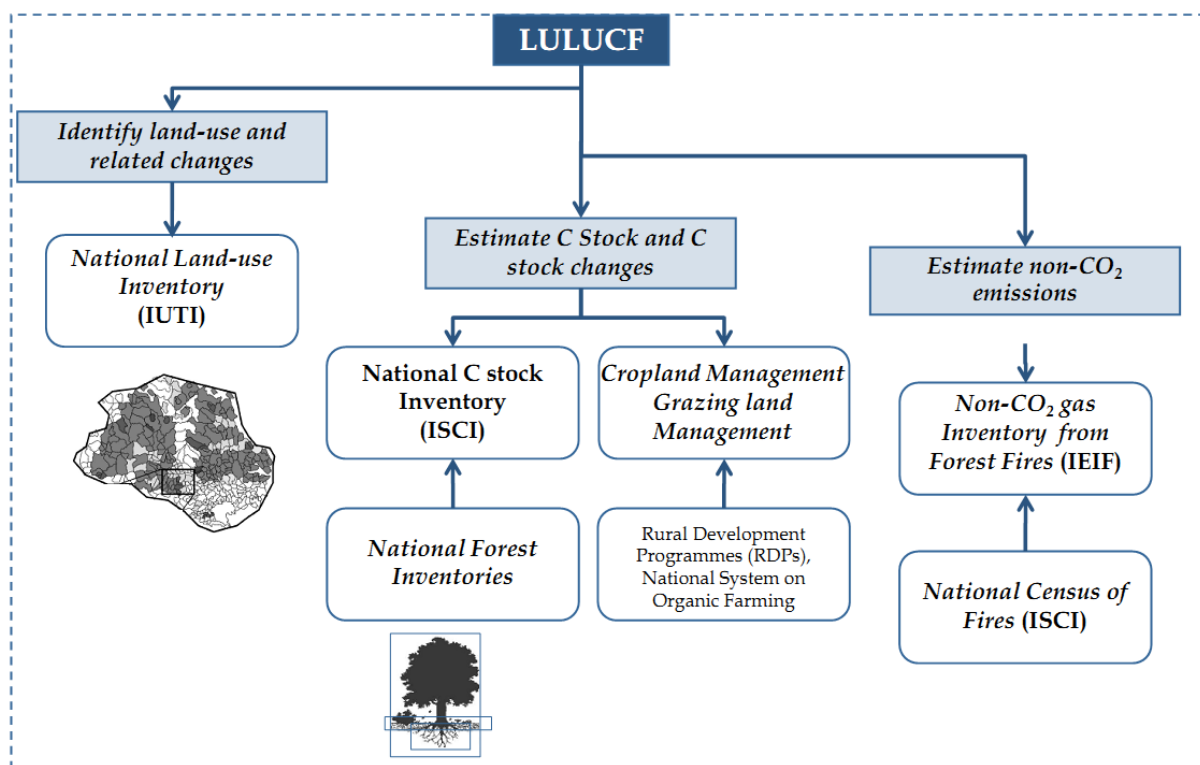 LULUCF
Identify land-use and
related changes
National Land-use
Inventory
(IUTI)
Estimate C Stock and C
stock changes
National C stock
Inventory
(ISCI)
National Forest
Inventories
Cropland Management
Grazing land
Management
Rural Development
Programmes (RDPs),
National System on
Organic Farming
Estimate non-CO₂
emissions
Non-CO₂ gas
Inventory from
Forest Fires (IEIF)
National Census of
Fires (ISCI)